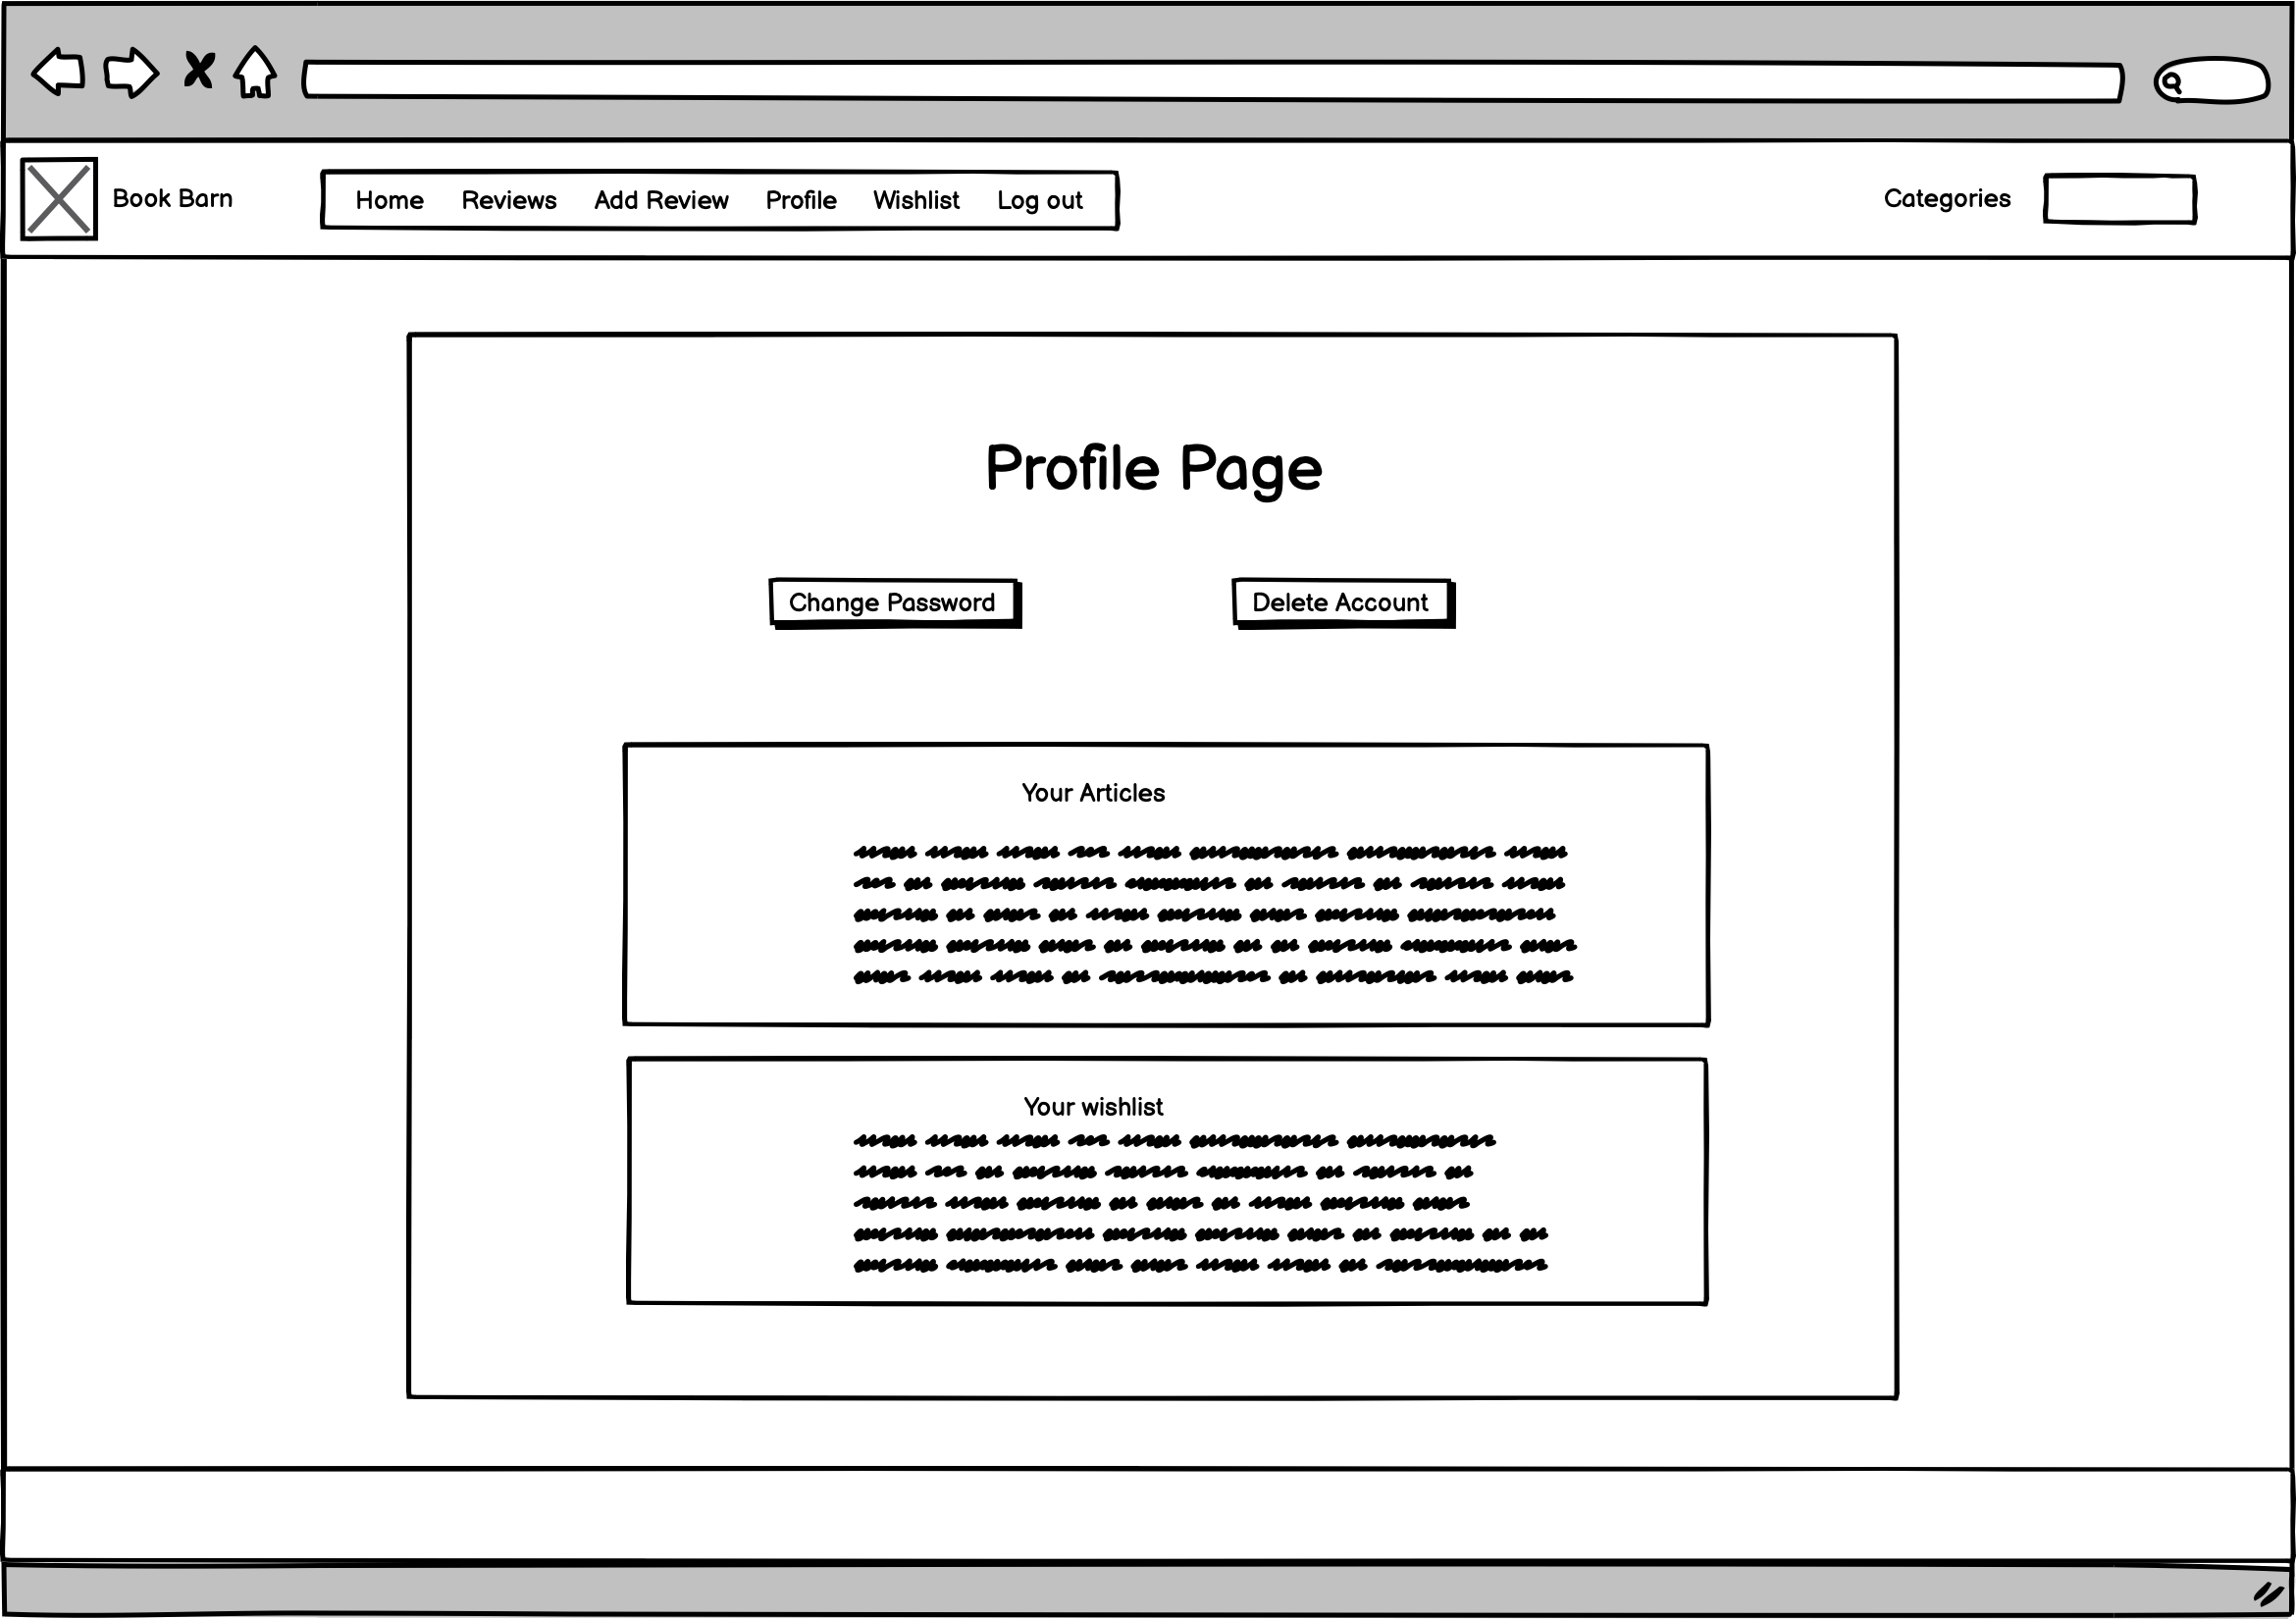 Book Barn
Home Reviews Add Review Profile Wishlist Log out
Categories
Profile Page
Change Password
Delete Account
Your Articles
Your wishlist